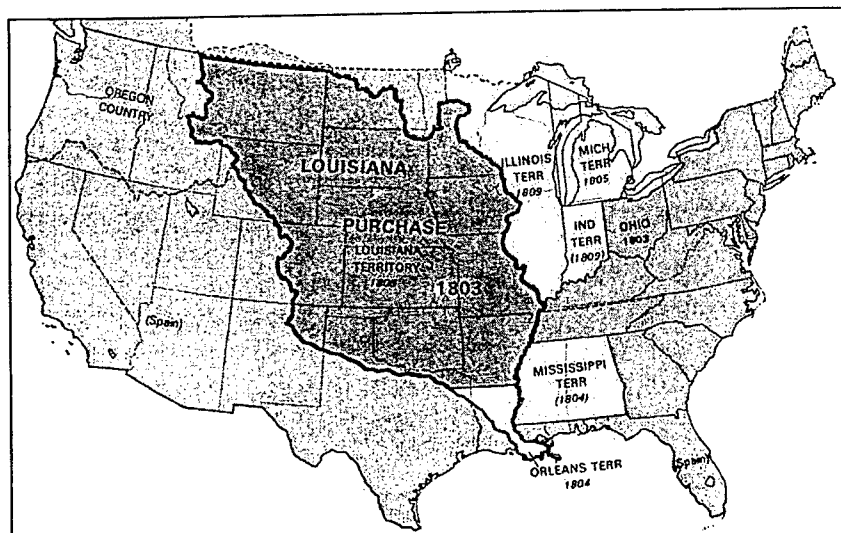 OREGON
COUNTRY
LOUISIANA
PURCHASE
LOUISIANA
TERRITORY
1803
(Spain)
ILLINOIS
TERR
1809
MICH
TERR
1805
IND
TERR
(1809)
OHIO
1803
MISSISSIPPI
TERR
(1804)
ORLEANS TERR
1804
(Spain)